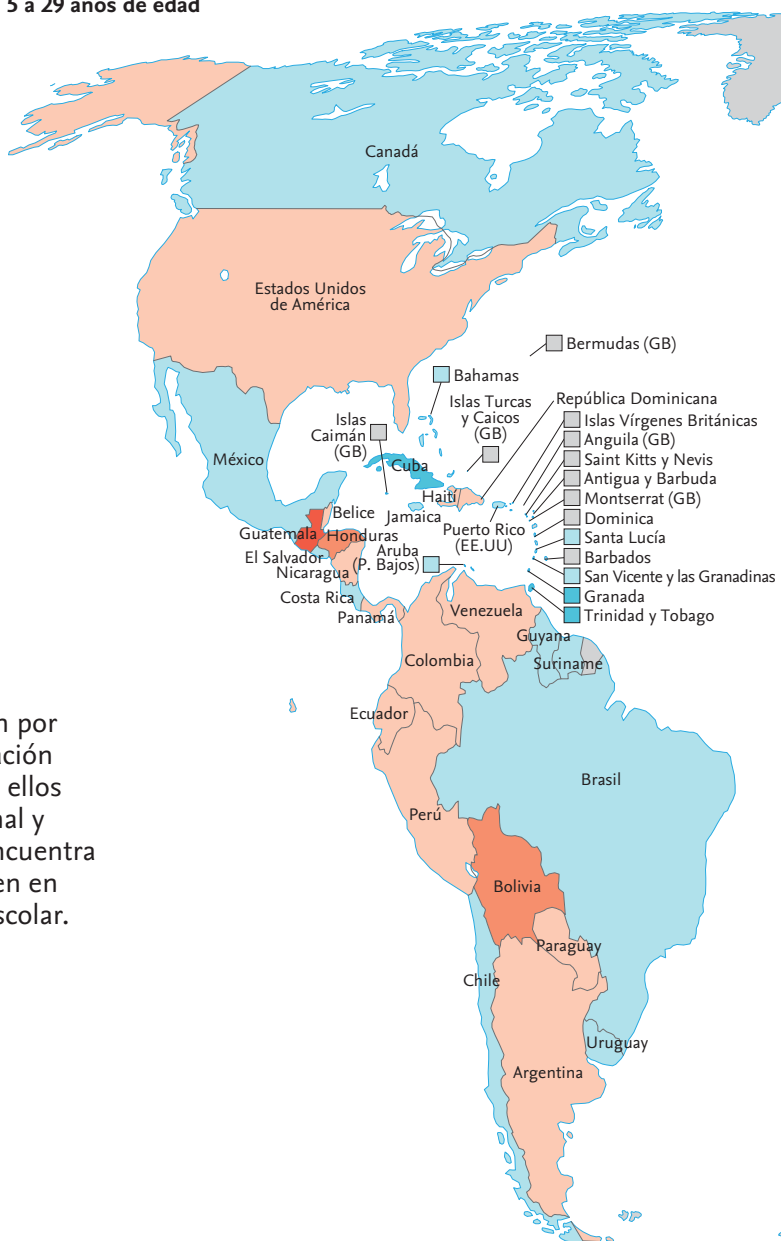 5 a 29 años de edad
Canadá
Estados Unidos
de América
Bermudas (GB)
Bahamas
Islas Turcas
y Caicos
(GB)
República Dominicana
Islas Vírgenes Británicas
Anguila (GB)
Saint Kitts y Nevis
Antigua y Barbuda
Montserrat (GB)
Dominica
Santa Lucía
Barbados
San Vicente y las Granadinas
Granada
Trinidad y Tobago
Islas
Caimán
(GB)
México
Cuba
Haití
Belice
Jamaica
Puerto Rico
(EE.UU)
Guatemala
Honduras
El Salvador
Aruba
(P. Bajos)
Nicaragua
Costa Rica
Panamá
Venezuela
Guyana
Suriname
Colombia
Ecuador
Brasil
Perú
n por
ación
ellos
nal y
ncuentra
en en
scolar.
Bolivia
Paraguay
Chile
Uruguay
Argentina